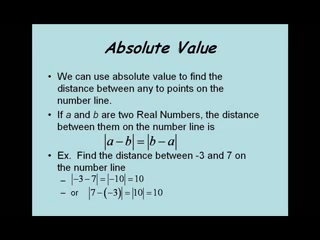 Absolute Value
• We can use absolute value to find the
distance between any to points on the
number line.
• If a and b are two Real Numbers, the distance
between them on the number line is
|a − b| = |b − a|
• Ex. Find the distance between -3 and 7 on
the number line
– |−3 − 7| = |−10| = 10
– or |7 − (−3)| = |10| = 10